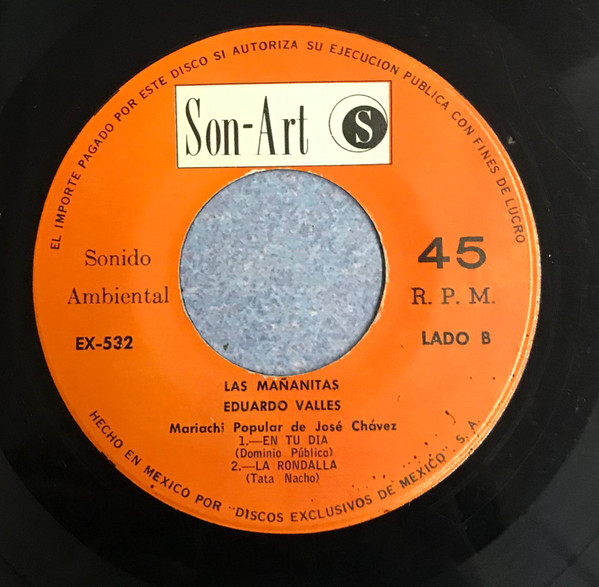 EL IMPORTE PAGADO POR ESTE DISCO SI AUTORIZA SU EJECUCION PUBLICA CON FINES DE LUCRO
Son-Art S
Sonido
Ambiental
EX-532
45
R. P. M.
LADO B
LAS MAÑANITAS
EDUARDO VALLES
Mariachi Popular de José Chávez
1.—EN TU DIA
(Dominio Público)
2.—LA RONDALLA
(Tata Nacho)
HECHO EN MEXICO POR "DISCOS EXCLUSIVOS DE MEXICO" S. A.